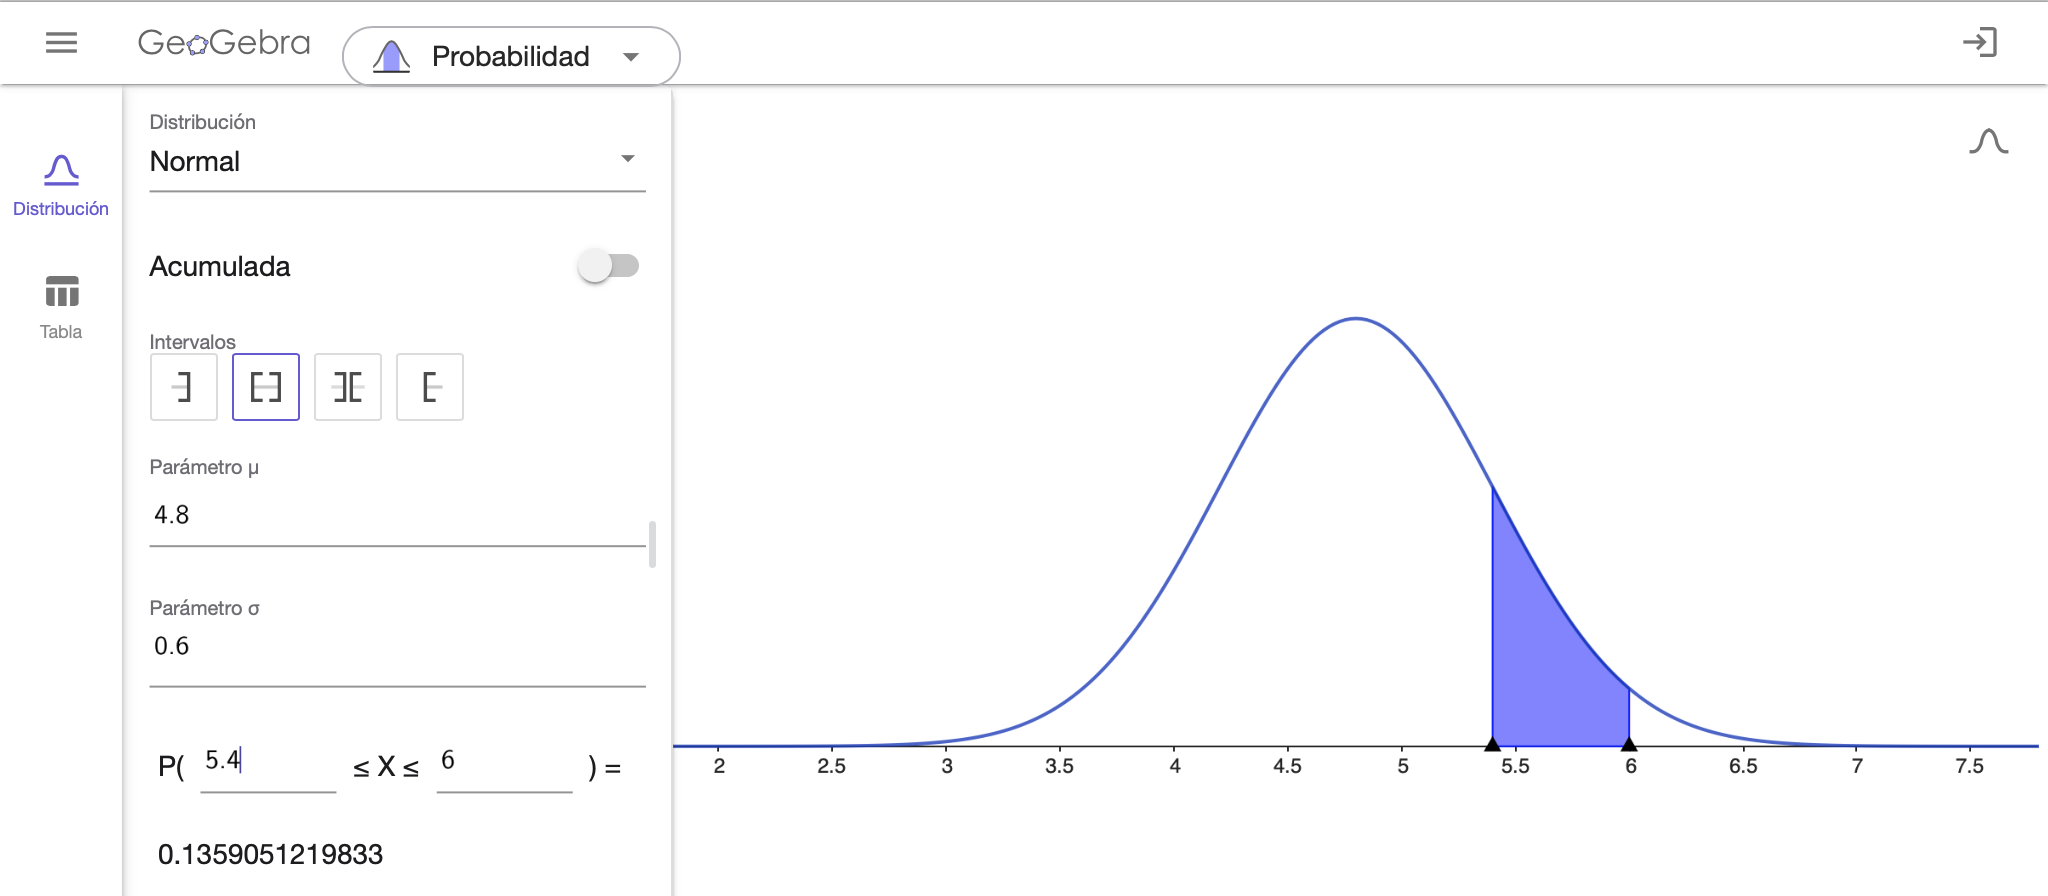 GeoGebra
Probabilidad
Distribución
Tabla
Distribución
Normal
Acumulada
Intervalos
Parámetro μ
4.8
Parámetro σ
0.6
P( 5.4 ≤ X ≤ 6 ) =
0.1359051219833
2 2.5 3 3.5 4 4.5 5 5.5 6 6.5 7 7.5